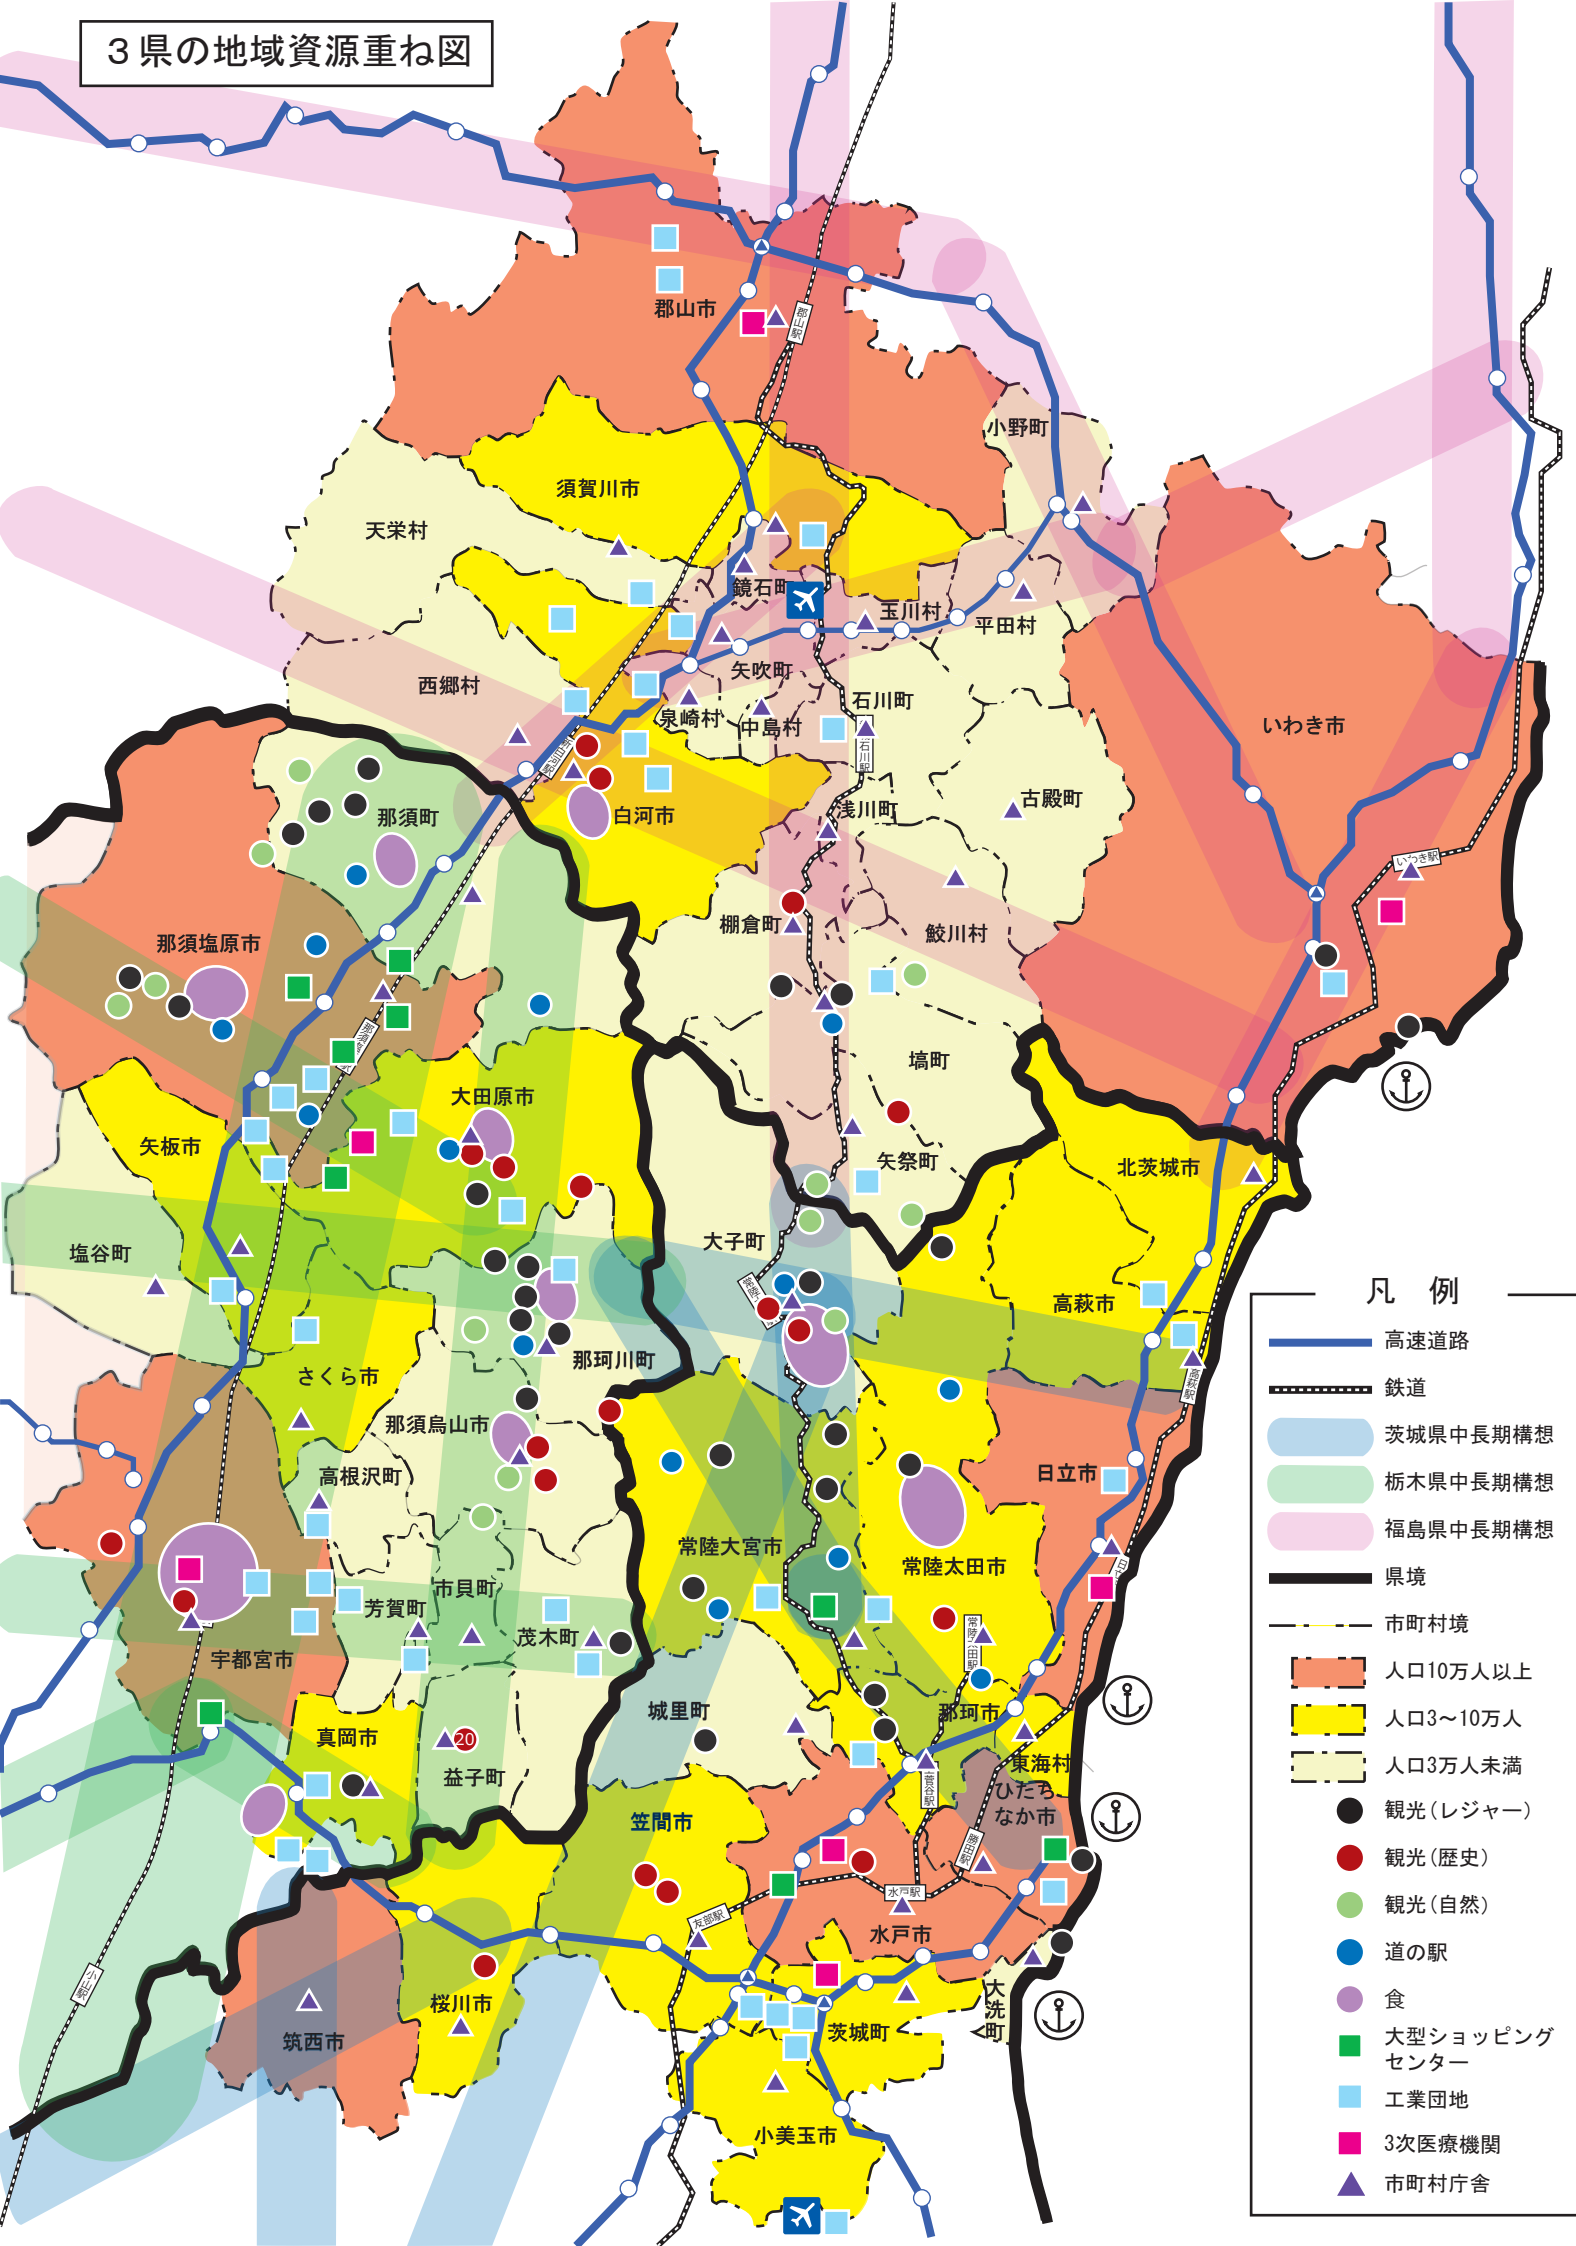 3県の地域資源重ね図
郡山市
郡山駅
小野町
須賀川市
天栄村
鏡石町
玉川村
平田村
西郷村
矢吹町
石川町
泉崎村
中島村
石川駅
いわき市
新白河駅
白河市
浅川町
古殿町
那須町
いわき駅
棚倉町
鮫川村
那須塩原市
塙町
大田原市
矢板市
矢祭町
北茨城市
塩谷町
大子町
高萩市
高萩駅
さくら市
那珂川町
那須烏山市
高根沢町
日立市
常陸大宮市
常陸太田市
市貝町
芳賀町
茂木町
常陸太田駅
宇都宮市
城里町
那珂市
真岡市
東海村
益子町
20
ひたち
なか市
菅谷駅
笠間市
勝田駅
水戸駅
友部駅
水戸市
小山駅
桜川市
大洗町
筑西市
茨城町
小美玉市
凡 例
高速道路
鉄道
茨城県中長期構想
栃木県中長期構想
福島県中長期構想
県境
市町村境
人口10万人以上
人口3～10万人
人口3万人未満
観光(レジャー)
観光(歴史)
観光(自然)
道の駅
食
大型ショッピング
センター
工業団地
3次医療機関
市町村庁舎